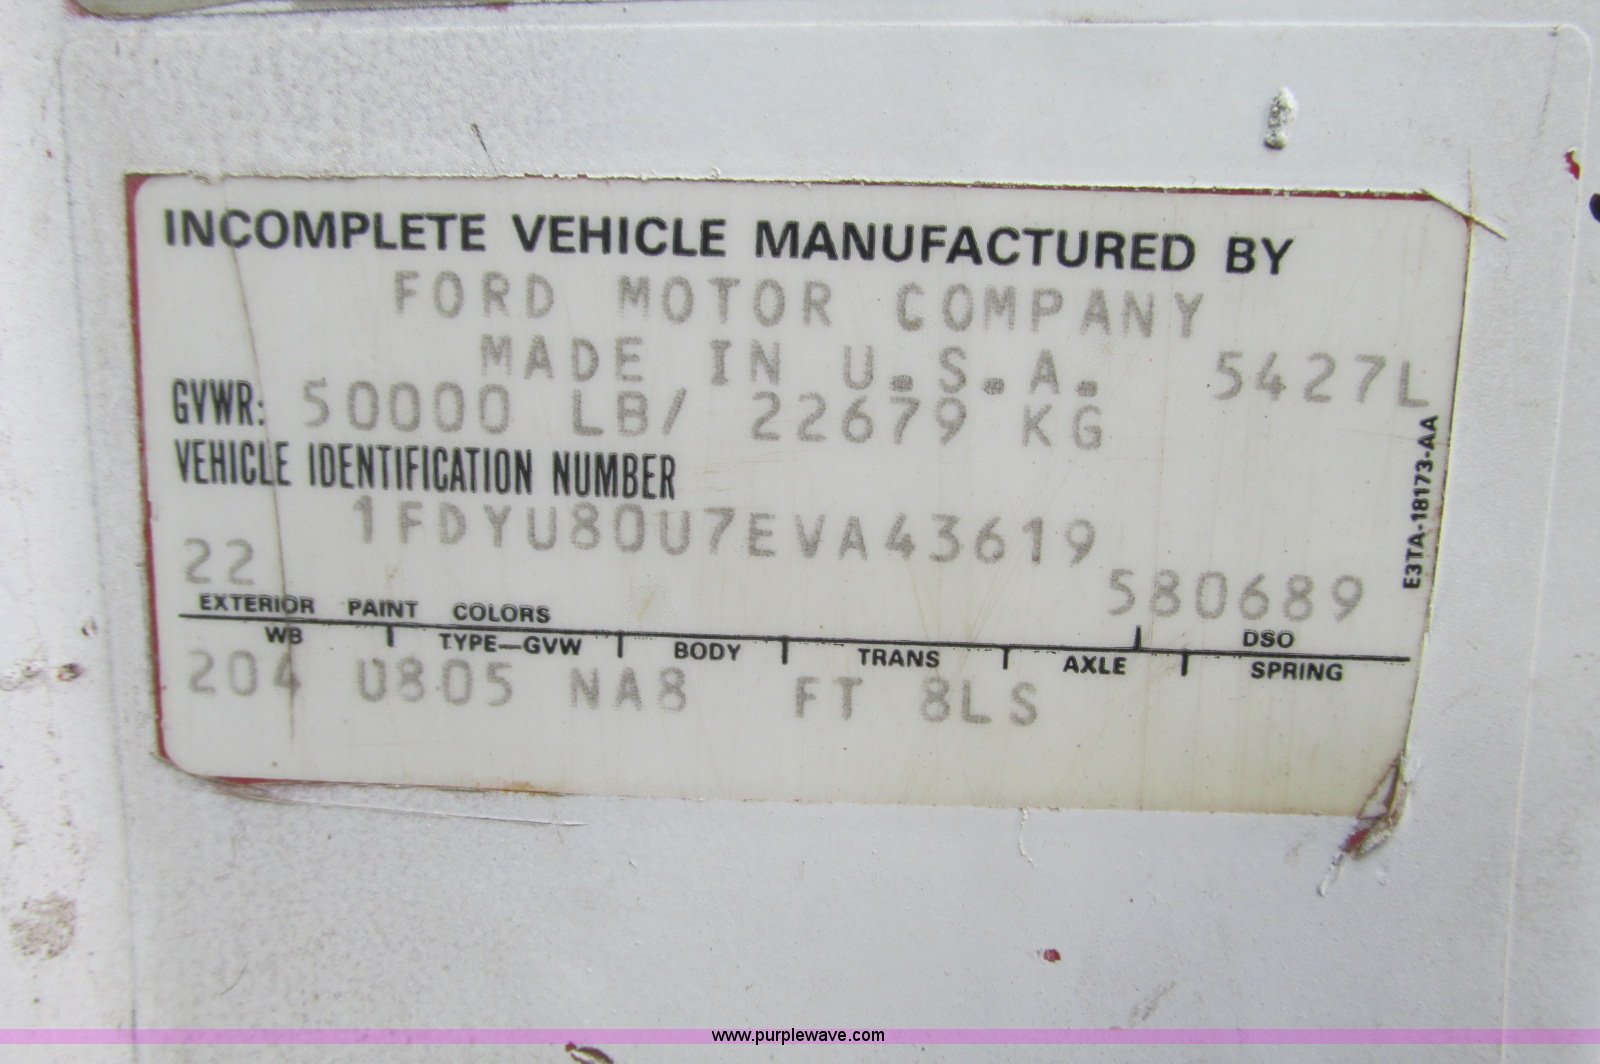 INCOMPLETE VEHICLE MANUFACTURED BY
FORD MOTOR COMPANY
MADE IN U.S.A. 5427L
GVWR: 50000 LB/ 22679 KG
VEHICLE IDENTIFICATION NUMBER
1FDYU80U7EVA43619
22 580689
EXTERIOR PAINT COLORS DSO
WB TYPE—GVW BODY TRANS AXLE SPRING
204 U805 NA8 FT 8LS
E3TA-18173-AA
www.purplewave.com